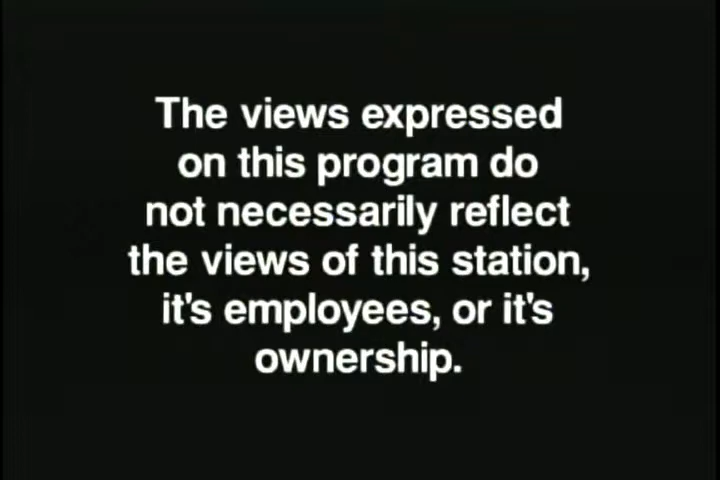 The views expressed
on this program do
not necessarily reflect
the views of this station,
it's employees, or it's
ownership.